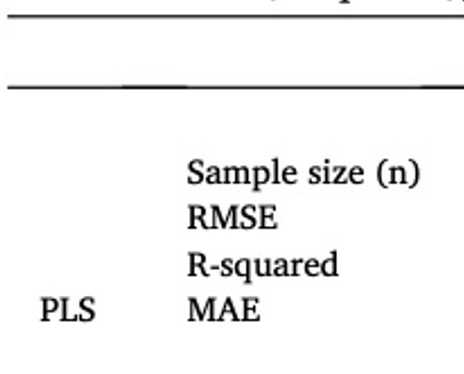 Sample size (n)
RMSE
R-squared
PLS MAE